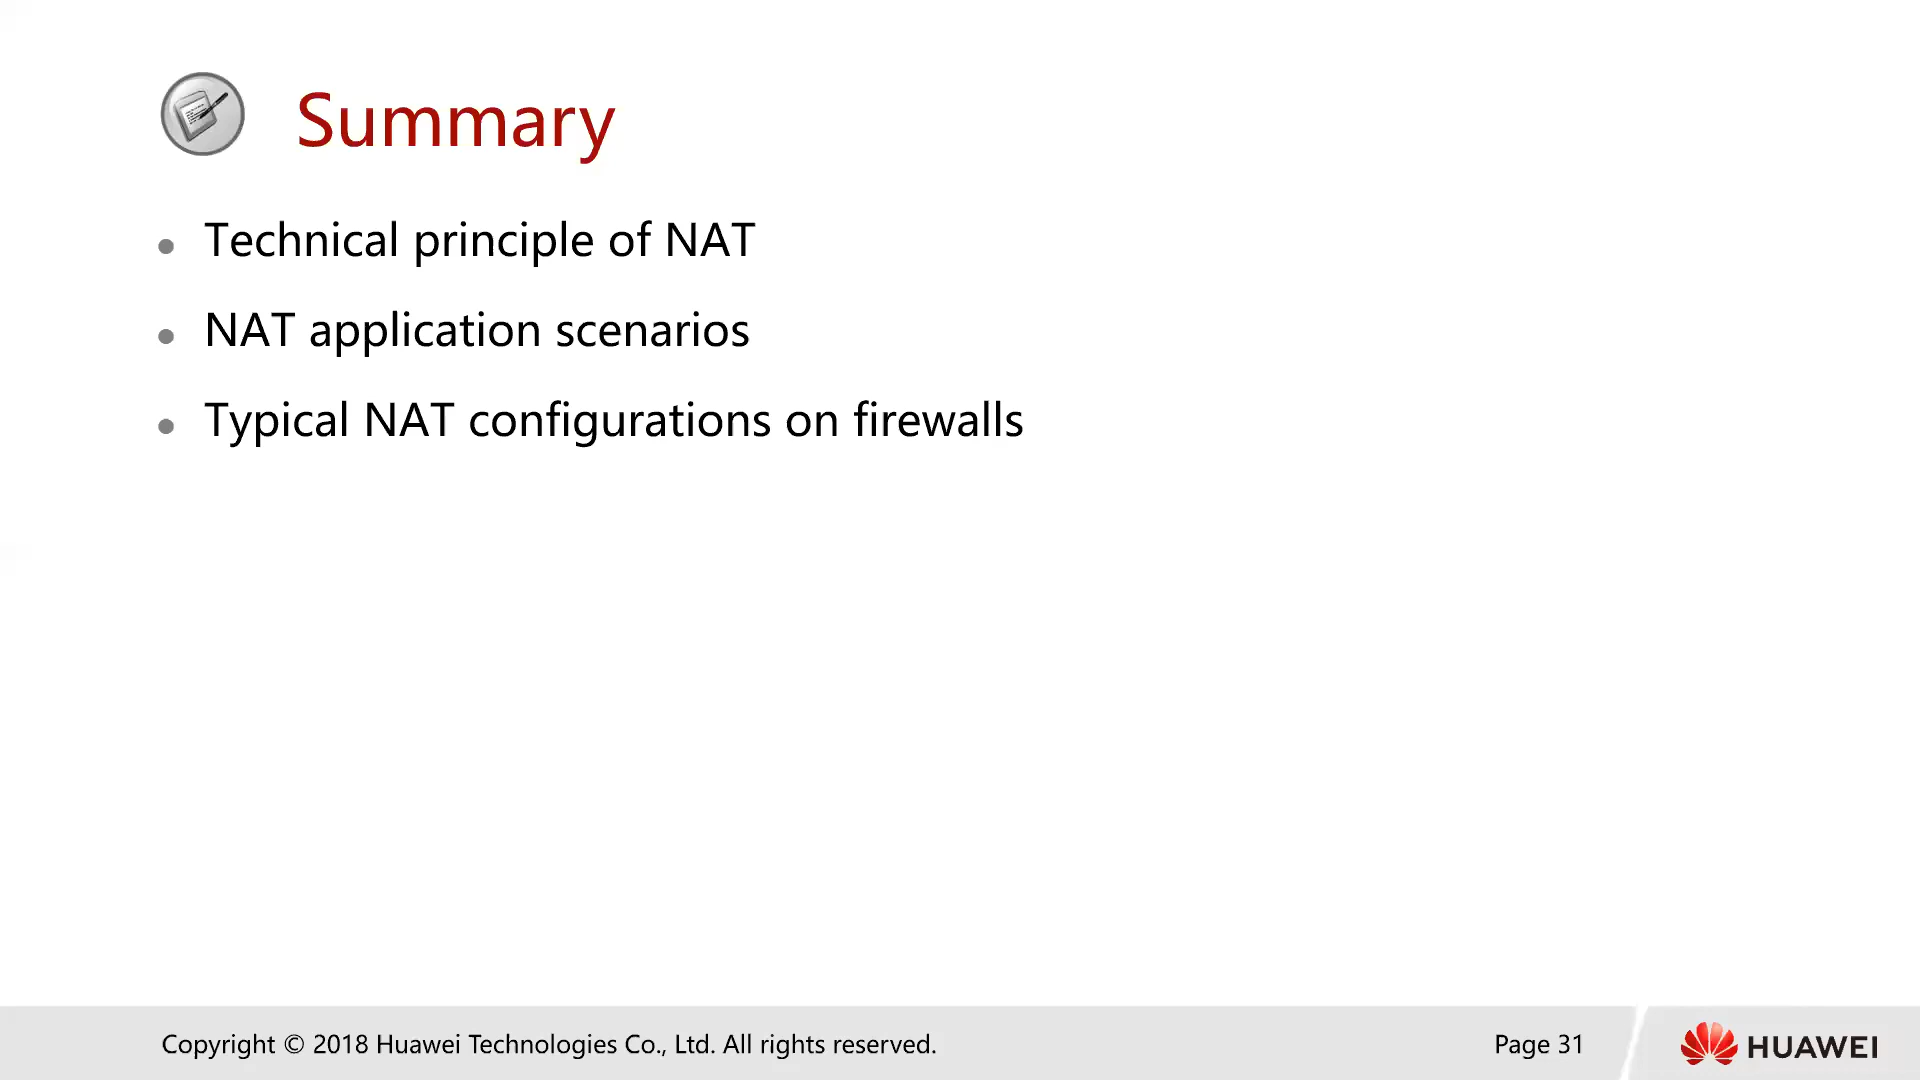 Summary
Technical principle of NAT
NAT application scenarios
Typical NAT configurations on firewalls
Copyright © 2018 Huawei Technologies Co., Ltd. All rights reserved.
Page 31
HUAWEI